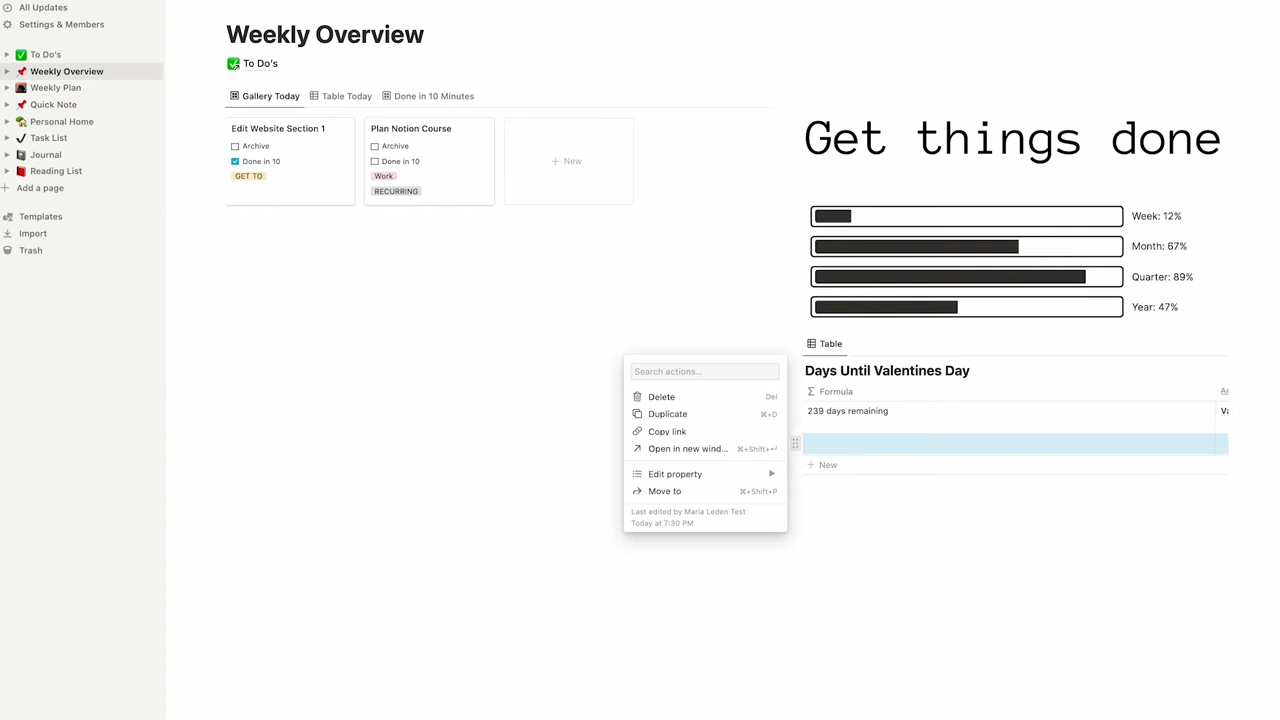 All Updates
Settings & Members
To Do's
Weekly Overview
Weekly Plan
Quick Note
Personal Home
Task List
Journal
Reading List
Add a page
Templates
Import
Trash
Weekly Overview
To Do's
Gallery Today
Table Today
Done in 10 Minutes
Edit Website Section 1
Archive
Done in 10
GET TO
Plan Notion Course
Archive
Done in 10
Work
RECURRING
+ New
Get things done
Week: 12%
Month: 67%
Quarter: 89%
Year: 47%
Table
Days Until Valentines Day
Σ Formula
239 days remaining
+ New
Search actions...
Delete Del
Duplicate ⌘+D
Copy link
Open in new wind... ⌘+Shift+↩
Edit property
Move to ⌘+Shift+P
Last edited by Maria Leden Test
Today at 7:30 PM